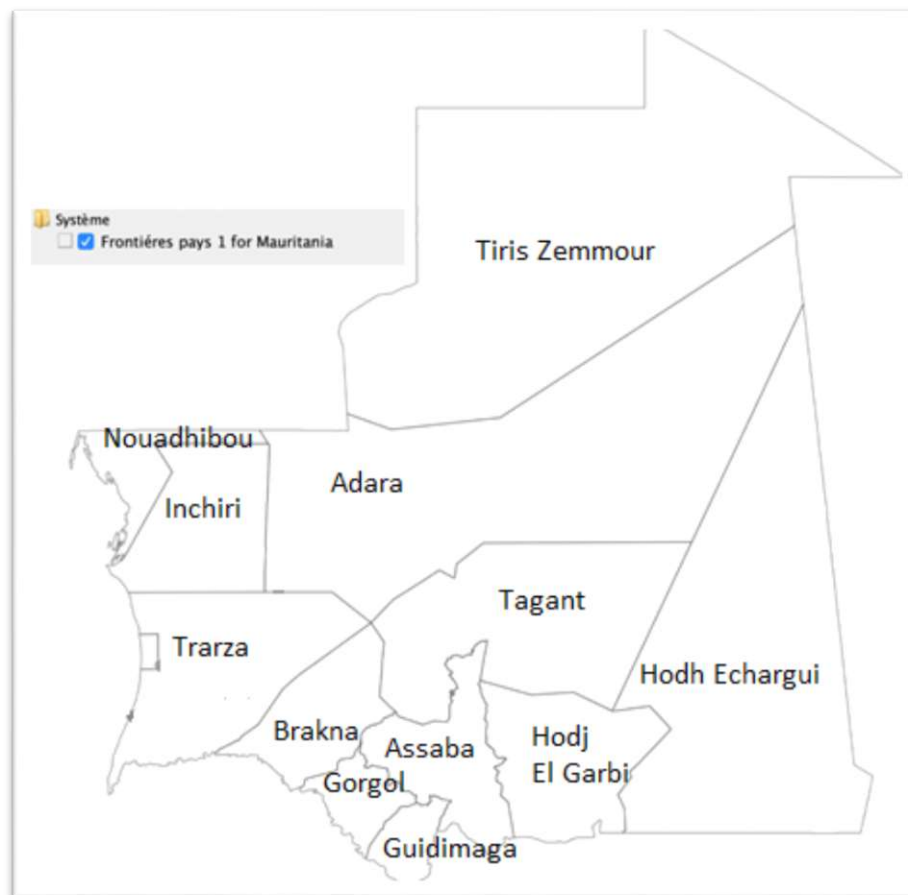 Système
Frontiéres pays 1 for Mauritania
Tiris Zemmour
Nouadhibou
Inchiri
Adara
Tagant
Trarza
Hodh Echargui
Brakna
Assaba
Hodj
El Garbi
Gorgol
Guidimaga